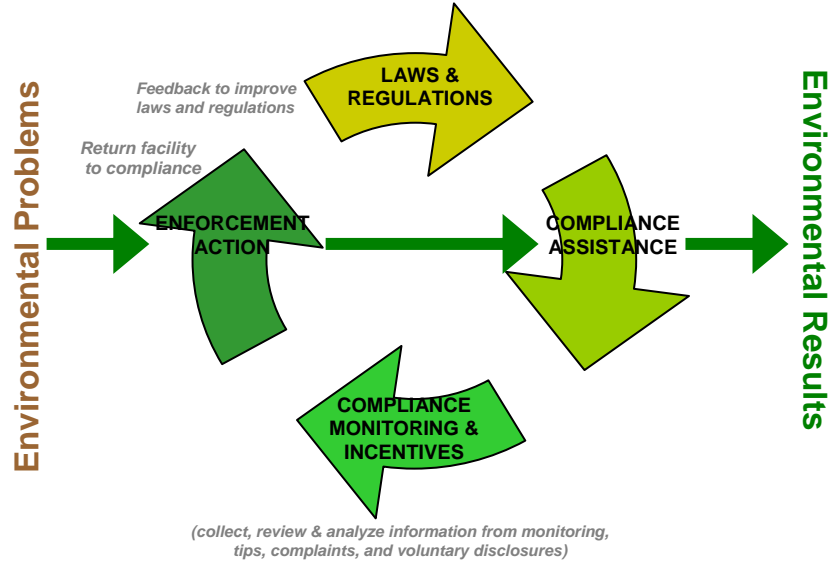 Environmental Problems
Feedback to improve
laws and regulations
LAWS &
REGULATIONS
Return facility
to compliance
ENFORCEMENT
ACTION
COMPLIANCE
ASSISTANCE
COMPLIANCE
MONITORING &
INCENTIVES
(collect, review & analyze information from monitoring,
tips, complaints, and voluntary disclosures)
Environmental Results